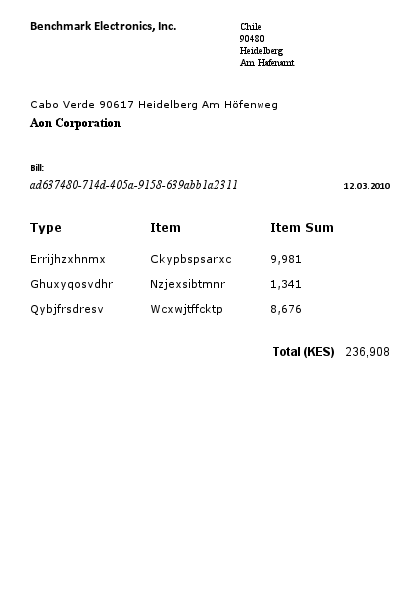 Benchmark Electronics, Inc.
Chile
90480
Heidelberg
Am Hafenamt
Cabo Verde 90617 Heidelberg Am Höfenweg
Aon Corporation
Bill:
ad637480-714d-405a-9158-639abb1a2311
12.03.2010
Type Item Item Sum
Errijhzxhnmx Ckypbspsarxc 9,981
Ghuxyqosvdhr Nzjexsibtmnr 1,341
Qybjfrsdresv Wcxwjtffcktp 8,676
Total (KES) 236,908